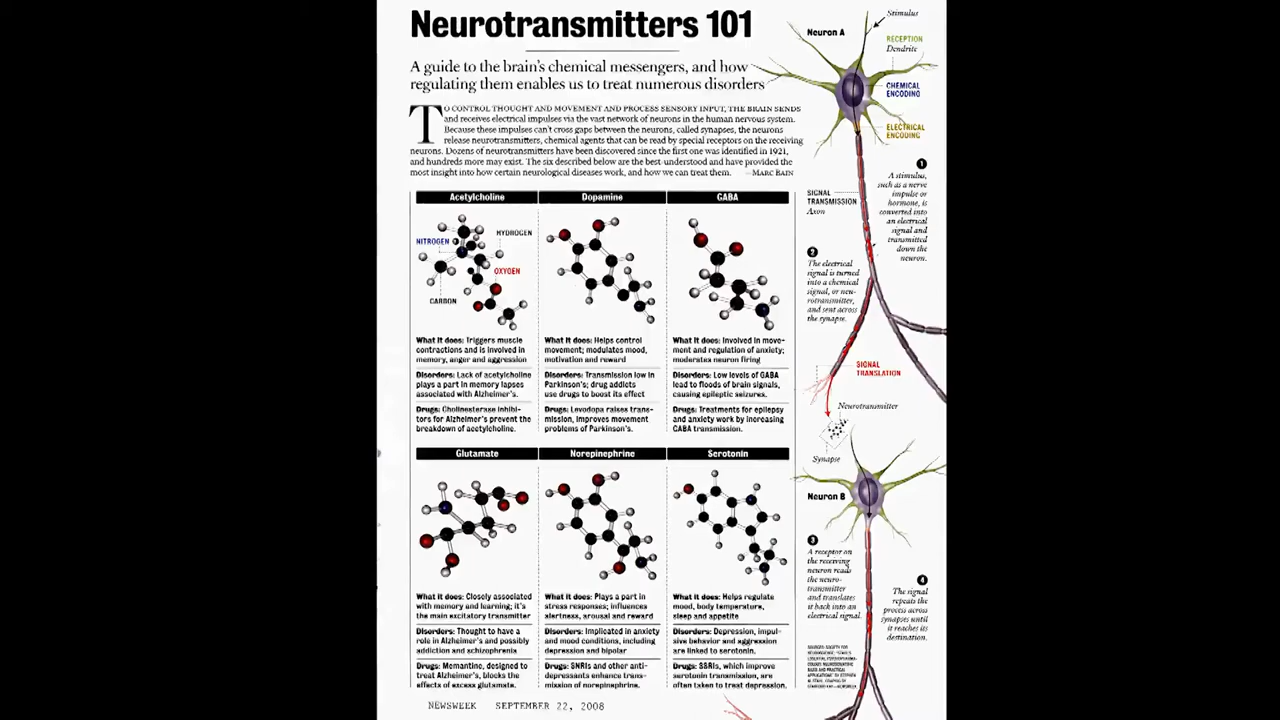 Neurotransmitters 101
A guide to the brain's chemical messengers, and how
regulating them enables us to treat numerous disorders
TO CONTROL THOUGHT AND MOVEMENT AND PROCESS SENSORY INPUT, THE BRAIN SENDS
and receives electrical impulses via the vast network of neurons in the human nervous system.
Because these impulses can't cross gaps between the neurons, called synapses, the neurons
release neurotransmitters, chemical agents that can be read by special receptors on the receiving
neurons. Dozens of neurotransmitters have been discovered since the first one was identified in 1921,
and hundreds more may exist. The six described below are the best-understood and have provided the
most insight into how certain neurological diseases work, and how we can treat them. —MARC BAIN
Acetylcholine
NITROGEN
HYDROGEN
OXYGEN
CARBON
What it does: Triggers muscle
contractions and is involved in
memory, anger and aggression
Disorders: Lack of acetylcholine
plays a part in memory lapses
associated with Alzheimer's.
Drugs: Cholinesterase inhibi-
tors for Alzheimer's prevent the
breakdown of acetylcholine.
Dopamine
What it does: Helps control
movement; modulates mood,
motivation and reward
Disorders: Transmission low in
Parkinson's; drug addicts
use drugs to boost its effect
Drugs: Levodopa raises trans-
mission, improves movement
problems of Parkinson's.
GABA
What it does: Involved in move-
ment and regulation of anxiety;
moderates neuron firing
Disorders: Low levels of GABA
lead to floods of brain signals,
causing epileptic seizures.
Drugs: Treatments for epilepsy
and anxiety work by increasing
GABA transmission.
Glutamate
What it does: Closely associated
with memory and learning; it's
the main excitatory transmitter
Disorders: Thought to have a
role in Alzheimer's and possibly
addiction and schizophrenia
Drugs: Memantine, designed to
treat Alzheimer's, blocks the
effects of excess glutamate.
Norepinephrine
What it does: Plays a part in
stress responses; influences
alertness, arousal and reward
Disorders: Implicated in anxiety
and mood conditions, including
depression and bipolar
Drugs: SNRIs and other anti-
depressants enhance trans-
mission of norepinephrine.
Serotonin
What it does: Helps regulate
mood, body temperature,
sleep and appetite
Disorders: Depression, impul-
sive behavior and aggression
are linked to serotonin.
Drugs: SSRIs, which improve
serotonin transmission, are
often taken to treat depression.
Stimulus
Neuron A
RECEPTION
Dendrite
CHEMICAL
ENCODING
ELECTRICAL
ENCODING
1
A stimulus,
such as a nerve
impulse or
hormone, is
converted into
an electrical
signal and
transmitted
down the
neuron.
SIGNAL
TRANSMISSION
Axon
2
The electrical
signal is turned
into a chemical
signal, or neu-
rotransmitter,
and sent across
the synapse.
SIGNAL
TRANSLATION
Neurotransmitter
Synapse
Neuron B
3
A receptor on
the receiving
neuron reads
the neuro-
transmitter
and translates
it back into an
electrical signal.
4
The signal
repeats the
process across
synapses until
it reaches its
destination.
NEWSWEEK SEPTEMBER 22, 2008